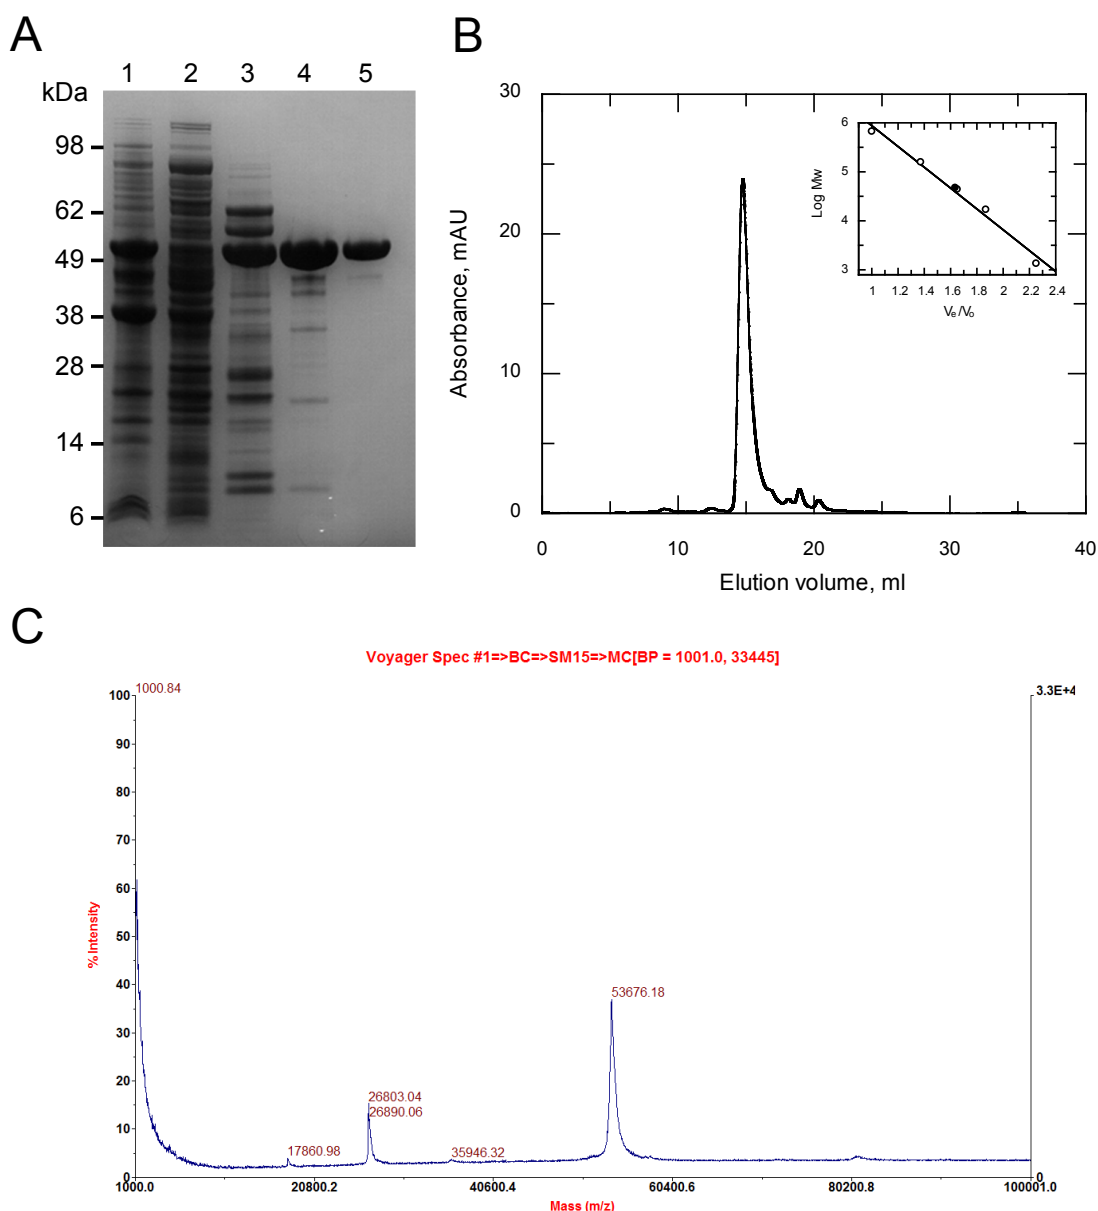 A
1 2 3 4 5
kDa
98
62
49
38
28
14
6
B
30
20
10
0
0 10 20 30 40
Absorbance, mAU
Elution volume, ml
6
5
4
3
1 1.2 1.4 1.6 1.8 2 2.2 2.4
Log Mw
Ve/Vo
C
Voyager Spec #1=>BC=>SM15=>MC[BP = 1001.0, 33445]
1000.84
3.3E+4
100
90
80
70
60
50
40
30
20
10
0
% Intensity
53676.18
26803.04
26890.06
17860.98
35946.32
0
1000.0 20800.2 40600.4 60400.6 80200.8 100001.0
Mass (m/z)